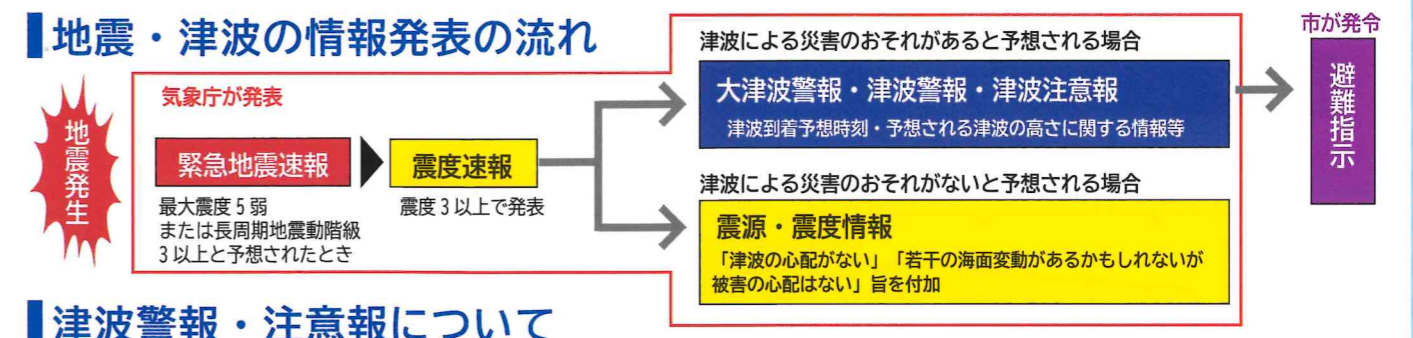 地震・津波の情報発表の流れ
地震発生
気象庁が発表
緊急地震速報
最大震度5弱
または長周期地震動階級
3以上と予想されたとき
震度速報
震度3以上で発表
津波による災害のおそれがあると予想される場合
大津波警報・津波警報・津波注意報
津波到着予想時刻・予想される津波の高さに関する情報等
津波による災害のおそれがないと予想される場合
震源・震度情報
「津波の心配がない」「若干の海面変動があるかもしれないが
被害の心配はない」旨を付加
市が発令
避難指示
津波警報・注意報について